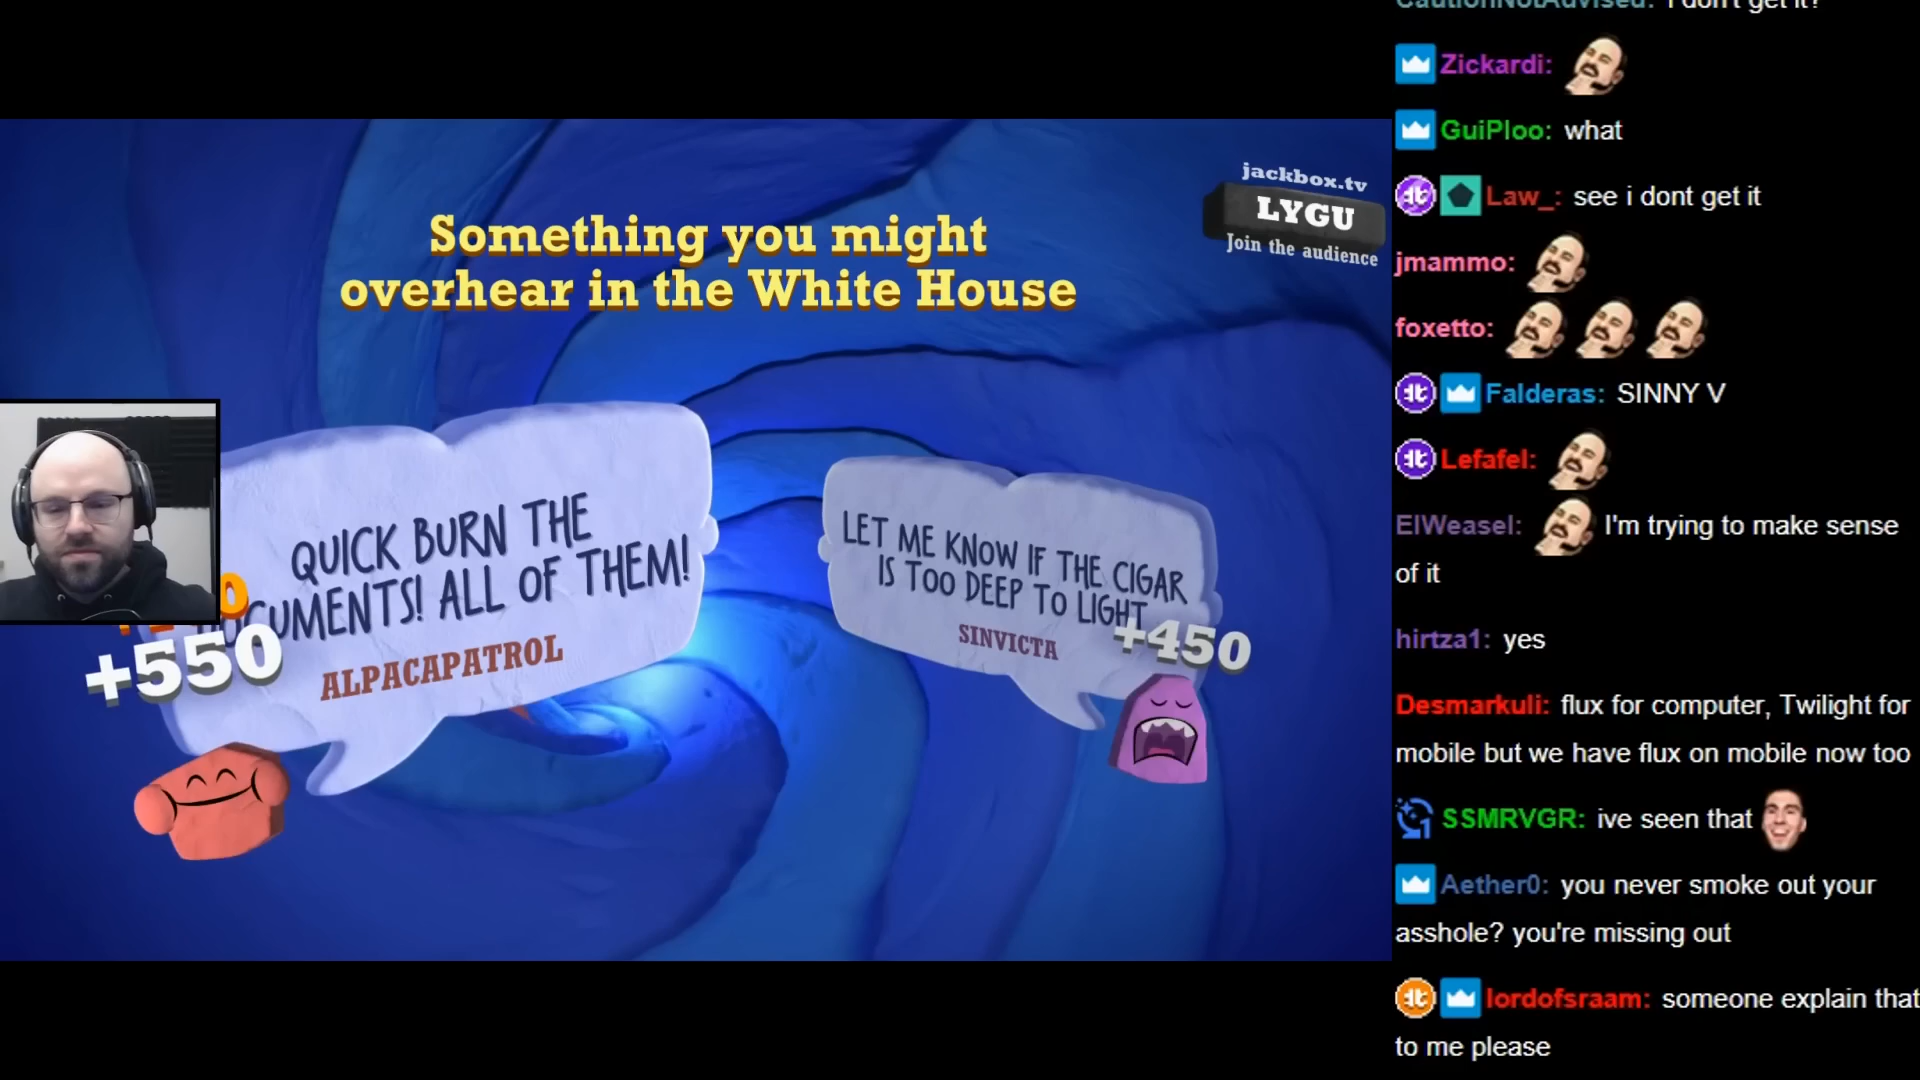 jackbox.tv
LYGU
Join the audience
Something you might
overhear in the White House
QUICK BURN THE
ALL OF THEM!
ALPACAPATROL
+550
LET ME KNOW IF THE CIGAR
IS TOO DEEP TO LIGHT
SINVICTA
+450
CautionNotAdvised: I don't get it?
Zickardi:
GuiPloo: what
Law_: see i dont get it
jmammo:
foxetto:
Falderas: SINNY V
Lefafel:
ElWeasel: I'm trying to make sense
of it
hirtza1: yes
Desmarkuli: flux for computer, Twilight for
mobile but we have flux on mobile now too
SSMRVGR: ive seen that
Aether0: you never smoke out your
asshole? you're missing out
lordofsraam: someone explain that
to me please